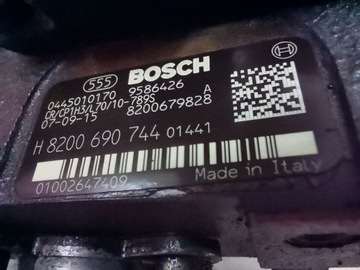 555 BOSCH
0445010170 9586426 A
CR/CP1H3/L70/10-789S
07-09-15 8200679828
H 8200 690 744 01441
Made in Italy
01002647409